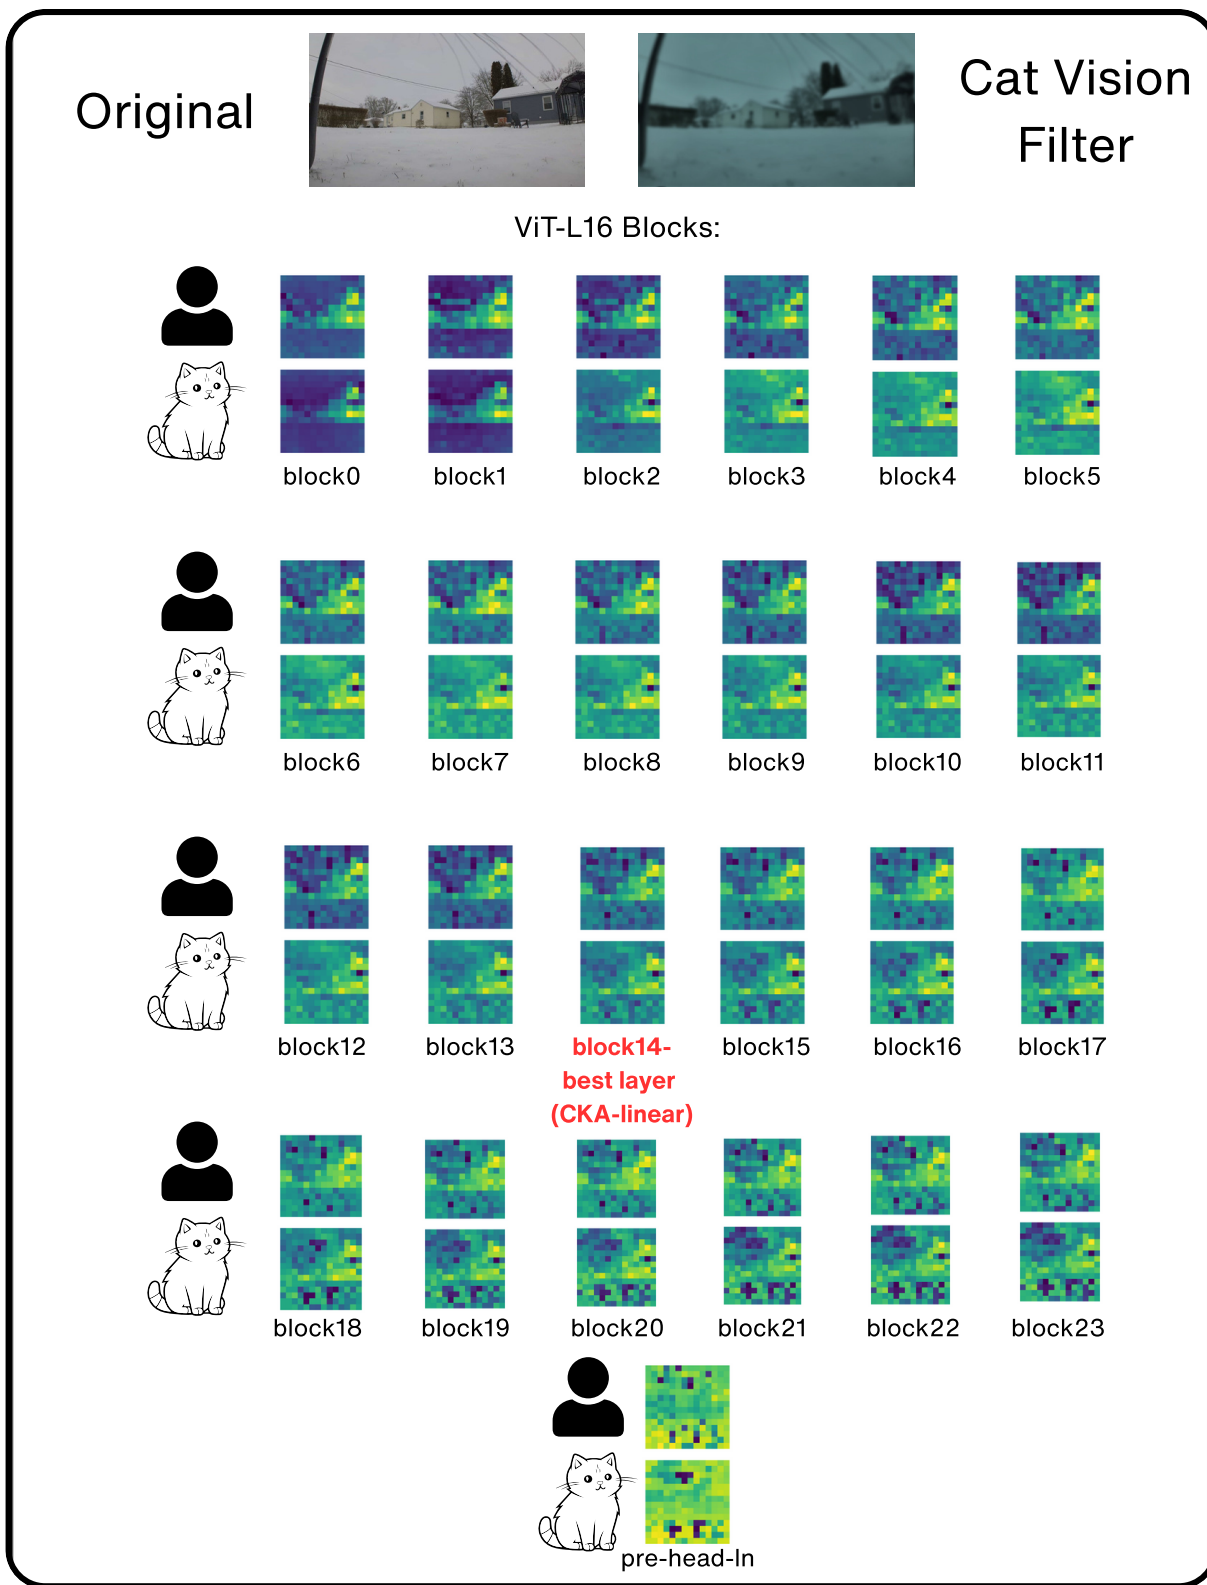 Original
Cat Vision
Filter
ViT-L16 Blocks:
block0 block1 block2 block3 block4 block5
block6 block7 block8 block9 block10 block11
block12 block13 block14- block15 block16 block17
best layer
(CKA-linear)
block18 block19 block20 block21 block22 block23
pre-head-ln